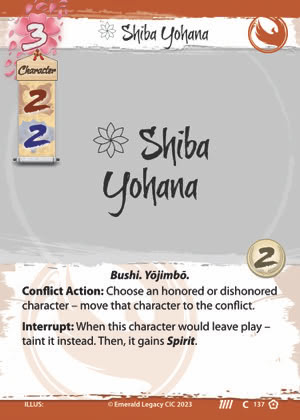 3
Shiba Yohana
Character
2
2
Shiba
Yohana
2
Bushi. Yōjimbō.
Conflict Action: Choose an honored or dishonored
character – move that character to the conflict.
Interrupt: When this character would leave play –
taint it instead. Then, it gains Spirit.
ILLUS: © Emerald Legacy CIC 2023 C 137